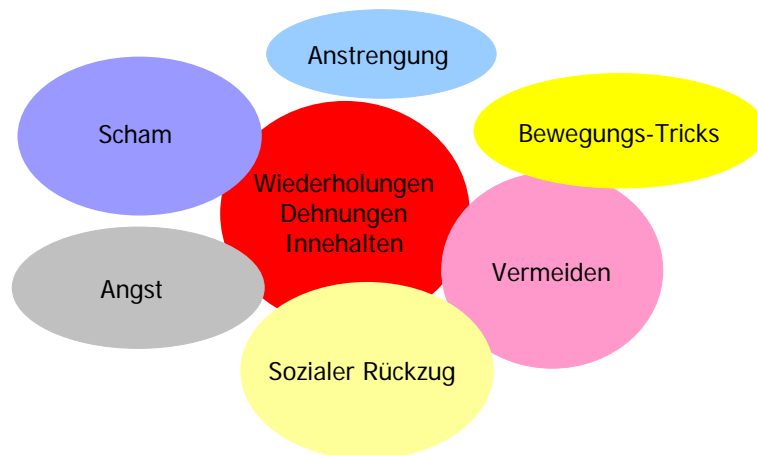 Anstrengung
Scham
Bewegungs-Tricks
Wiederholungen
Dehnungen
Innehalten
Angst
Vermeiden
Sozialer Rückzug